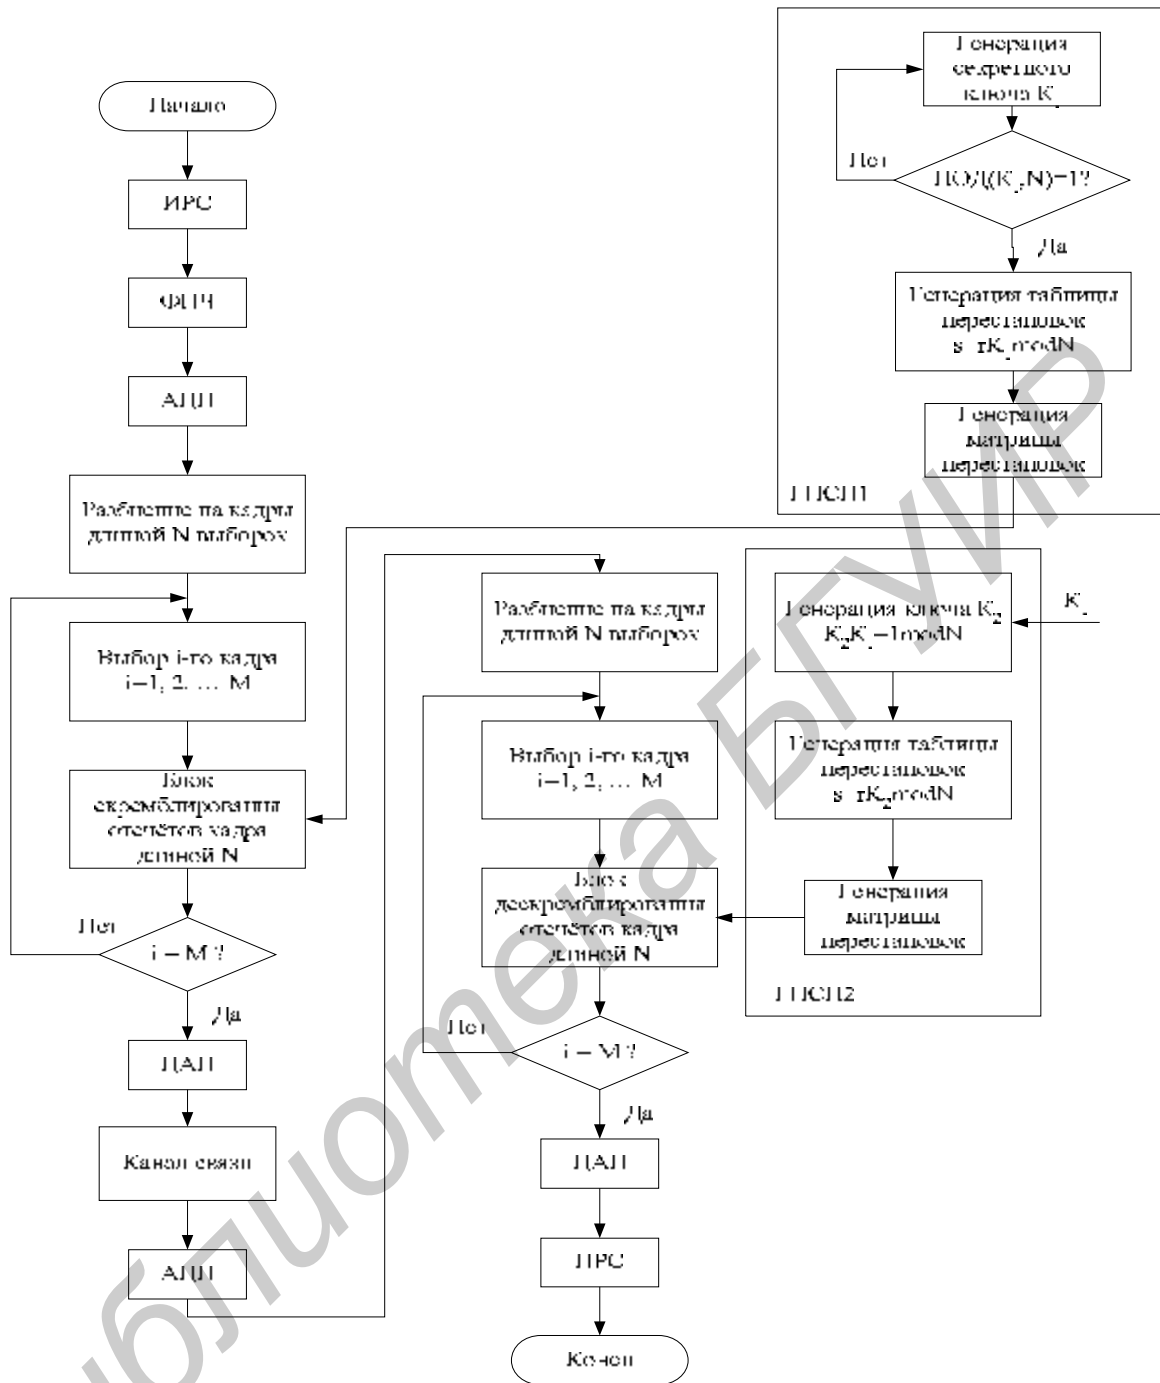 Начало
ИРС
ФНЧ
АЦП
Разбиение на кадры
длиной N выборок
Выбор i-го кадра
i=1, 2, … M
Блок
скремблирования
отсчётов кадра
длиной N
Нет
i = M ?
Да
ЦАП
Канал связи
АЦП
Разбиение на кадры
длиной N выборок
Выбор i-го кадра
i=1, 2, … M
Блок
дескремблирования
отсчётов кадра
длиной N
Нет
i = M ?
Да
ЦАП
ПРС
Конец
Генерация
секретного
ключа K₁
Нет
НОД(K₁,N)=1?
Да
Генерация таблицы
перестановок
s=rK₁modN
Генерация
матрицы
перестановок
ГПСП1
Генерация ключа K₂
K₂K₁=1modN
K₁
Генерация таблицы
перестановок
s=rK₂modN
Генерация
матрицы
перестановок
ГПСП2
блиотека БГУИР